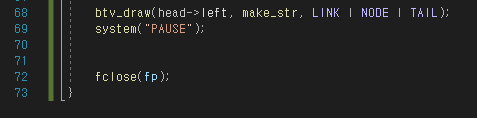 68 btv_draw(head->left, make_str, LINK | NODE | TAIL);
69 system("PAUSE");
70
71
72 fclose(fp);
73 }